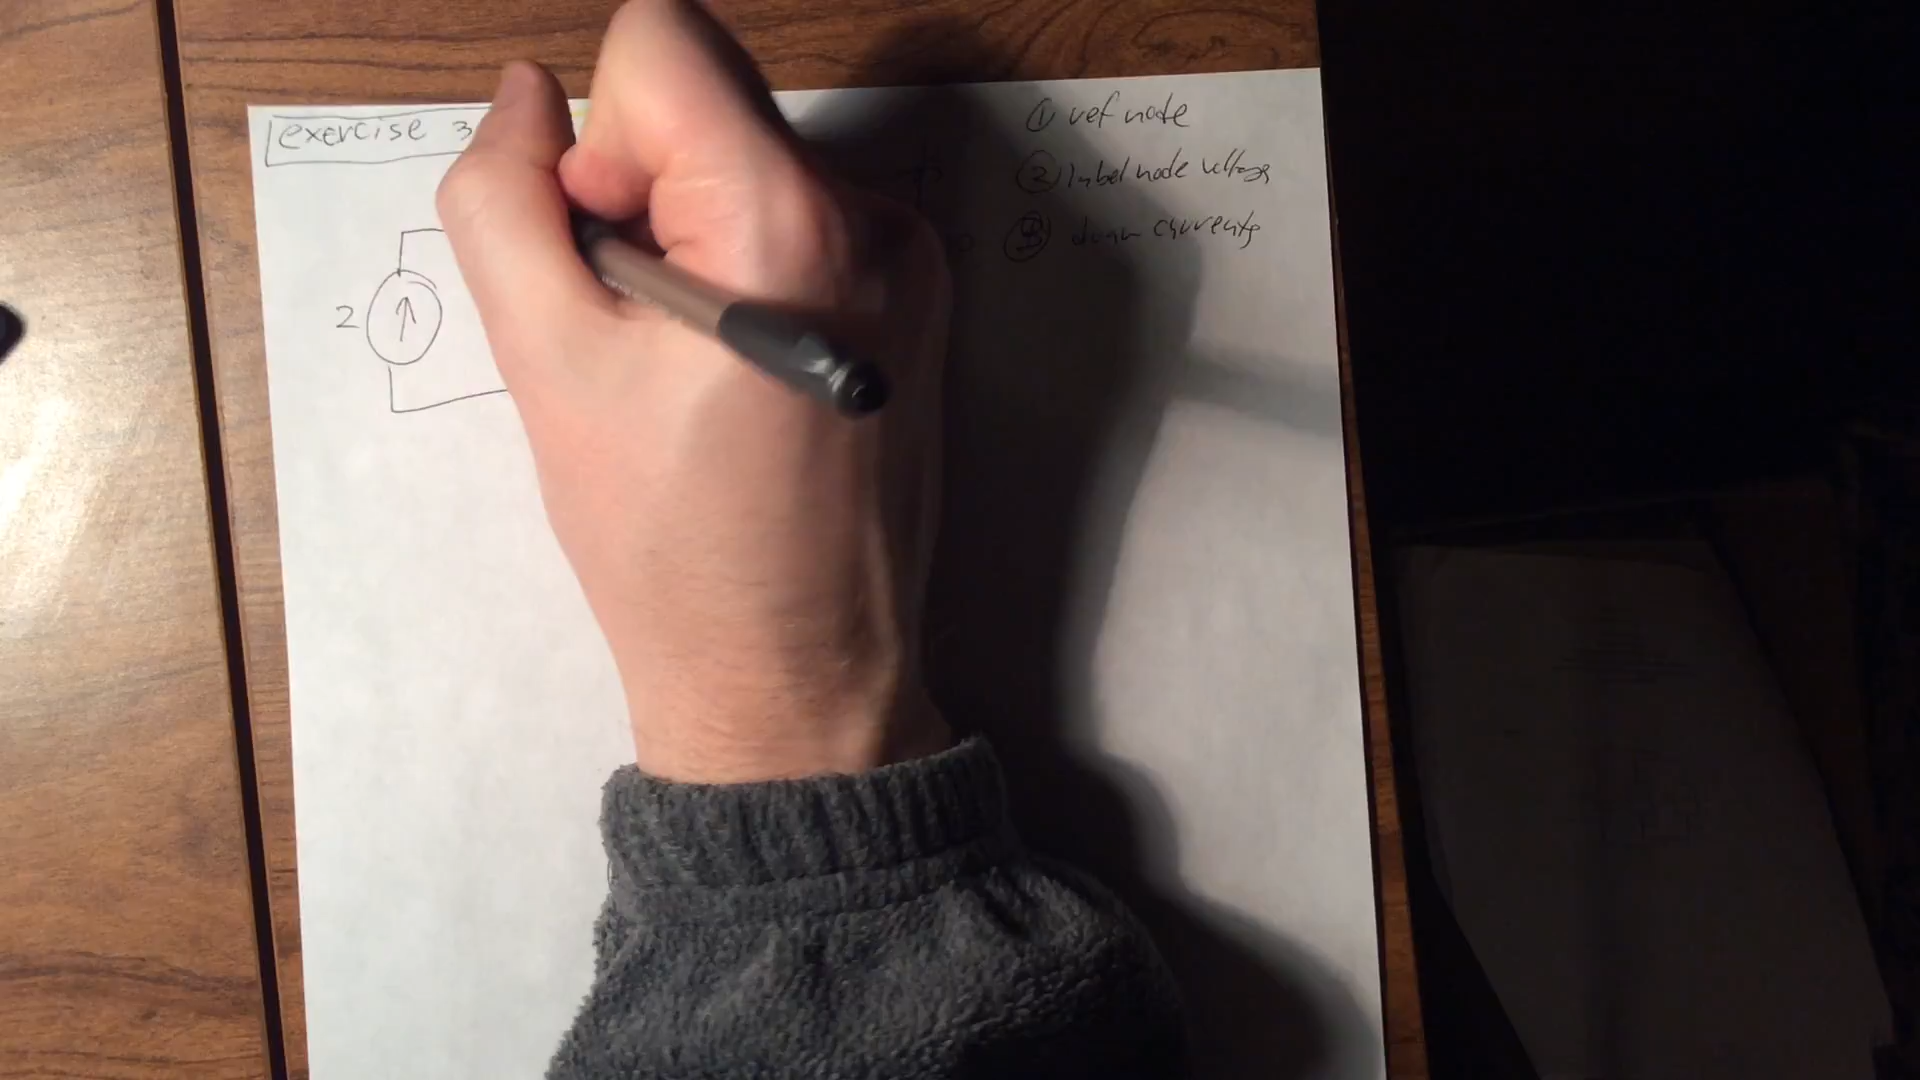 exercise 3
① ref node
② label node voltage
③ draw currents
2